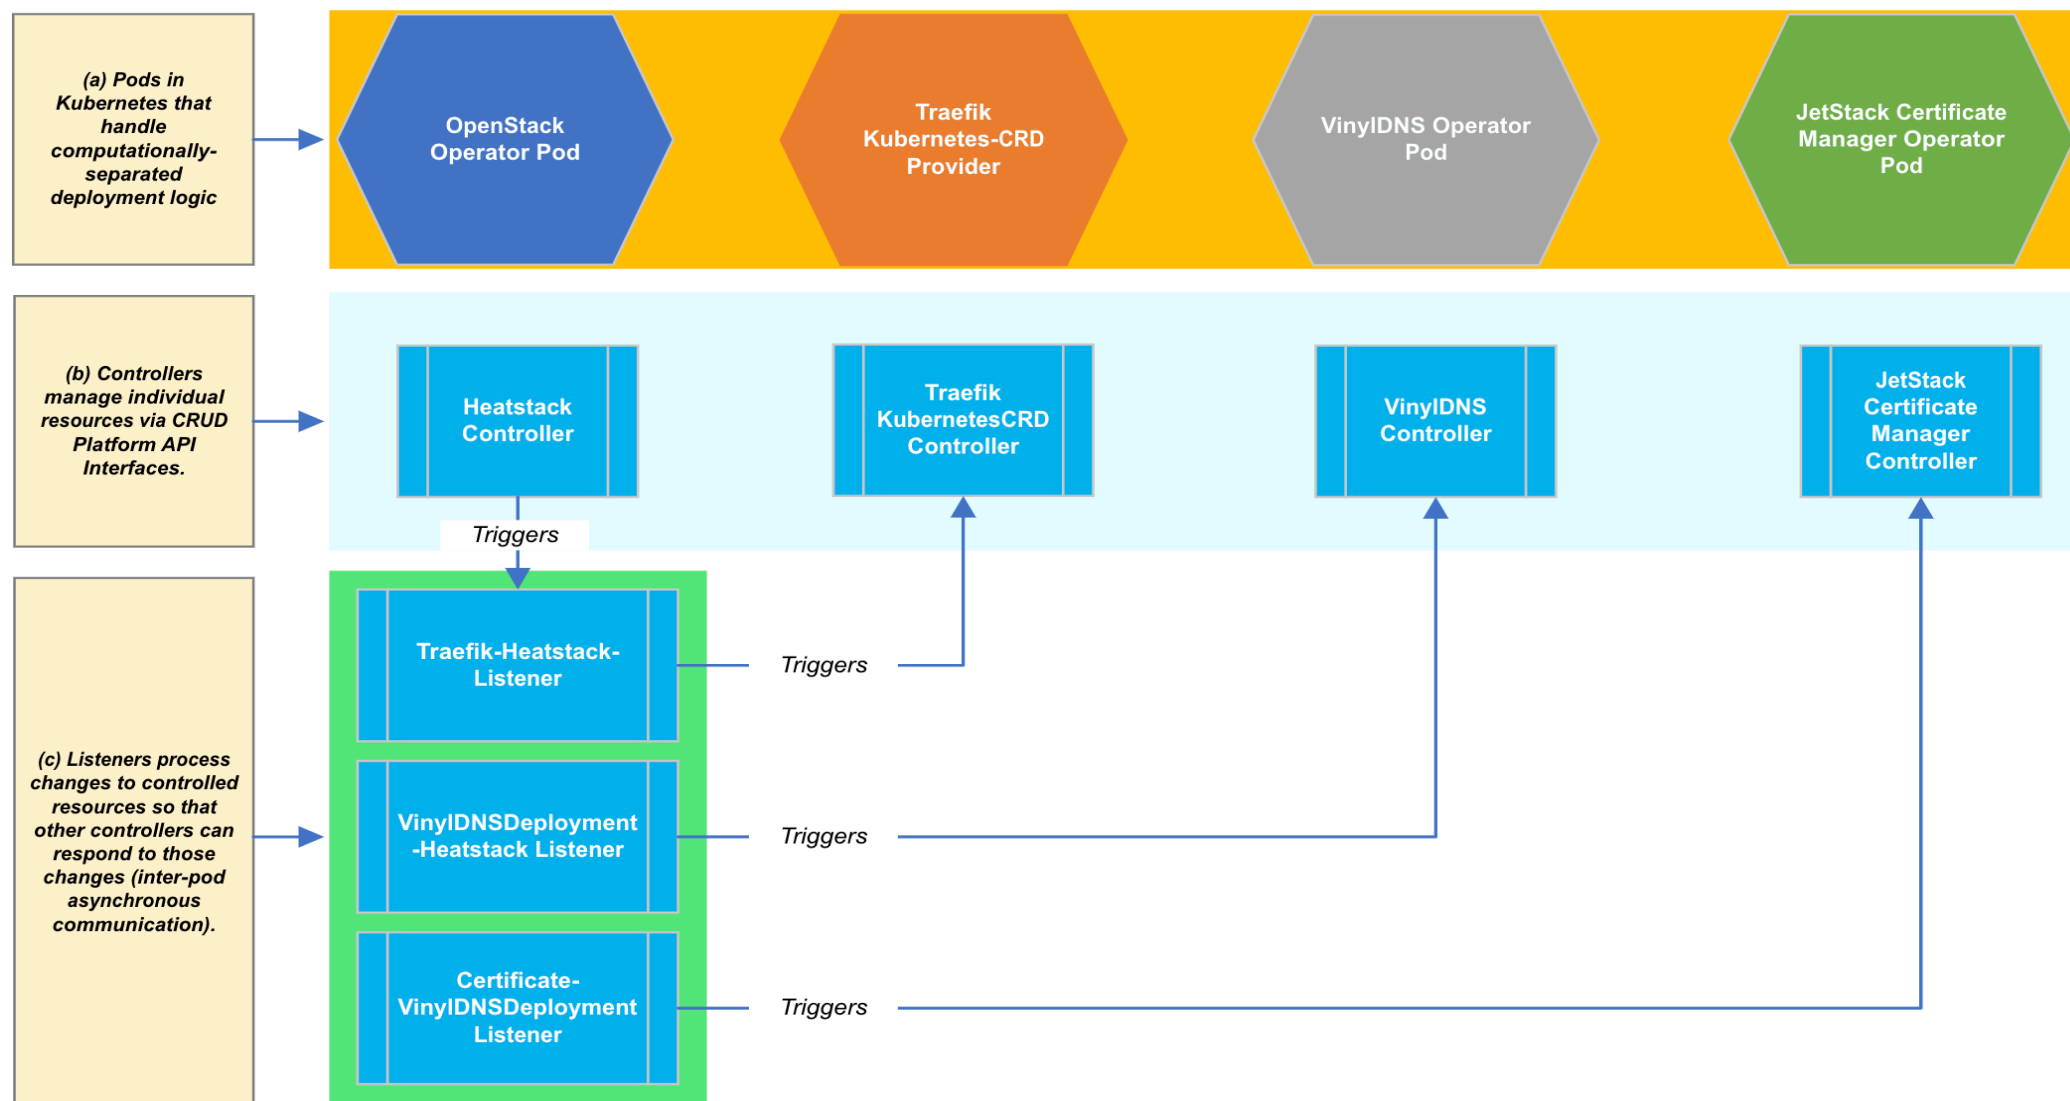 (a) Pods in
Kubernetes that
handle
computationally-
separated
deployment logic
OpenStack
Operator Pod
Traefik
Kubernetes-CRD
Provider
VinylDNS Operator
Pod
JetStack Certificate
Manager Operator
Pod
(b) Controllers
manage individual
resources via CRUD
Platform API
Interfaces.
Heatstack
Controller
Traefik
KubernetesCRD
Controller
VinylDNS
Controller
JetStack
Certificate
Manager
Controller
Triggers
(c) Listeners process
changes to controlled
resources so that
other controllers can
respond to those
changes (inter-pod
asynchronous
communication).
Traefik-Heatstack-
Listener
Triggers
VinylDNSDeployment
-Heatstack Listener
Triggers
Certificate-
VinylDNSDeployment
Listener
Triggers